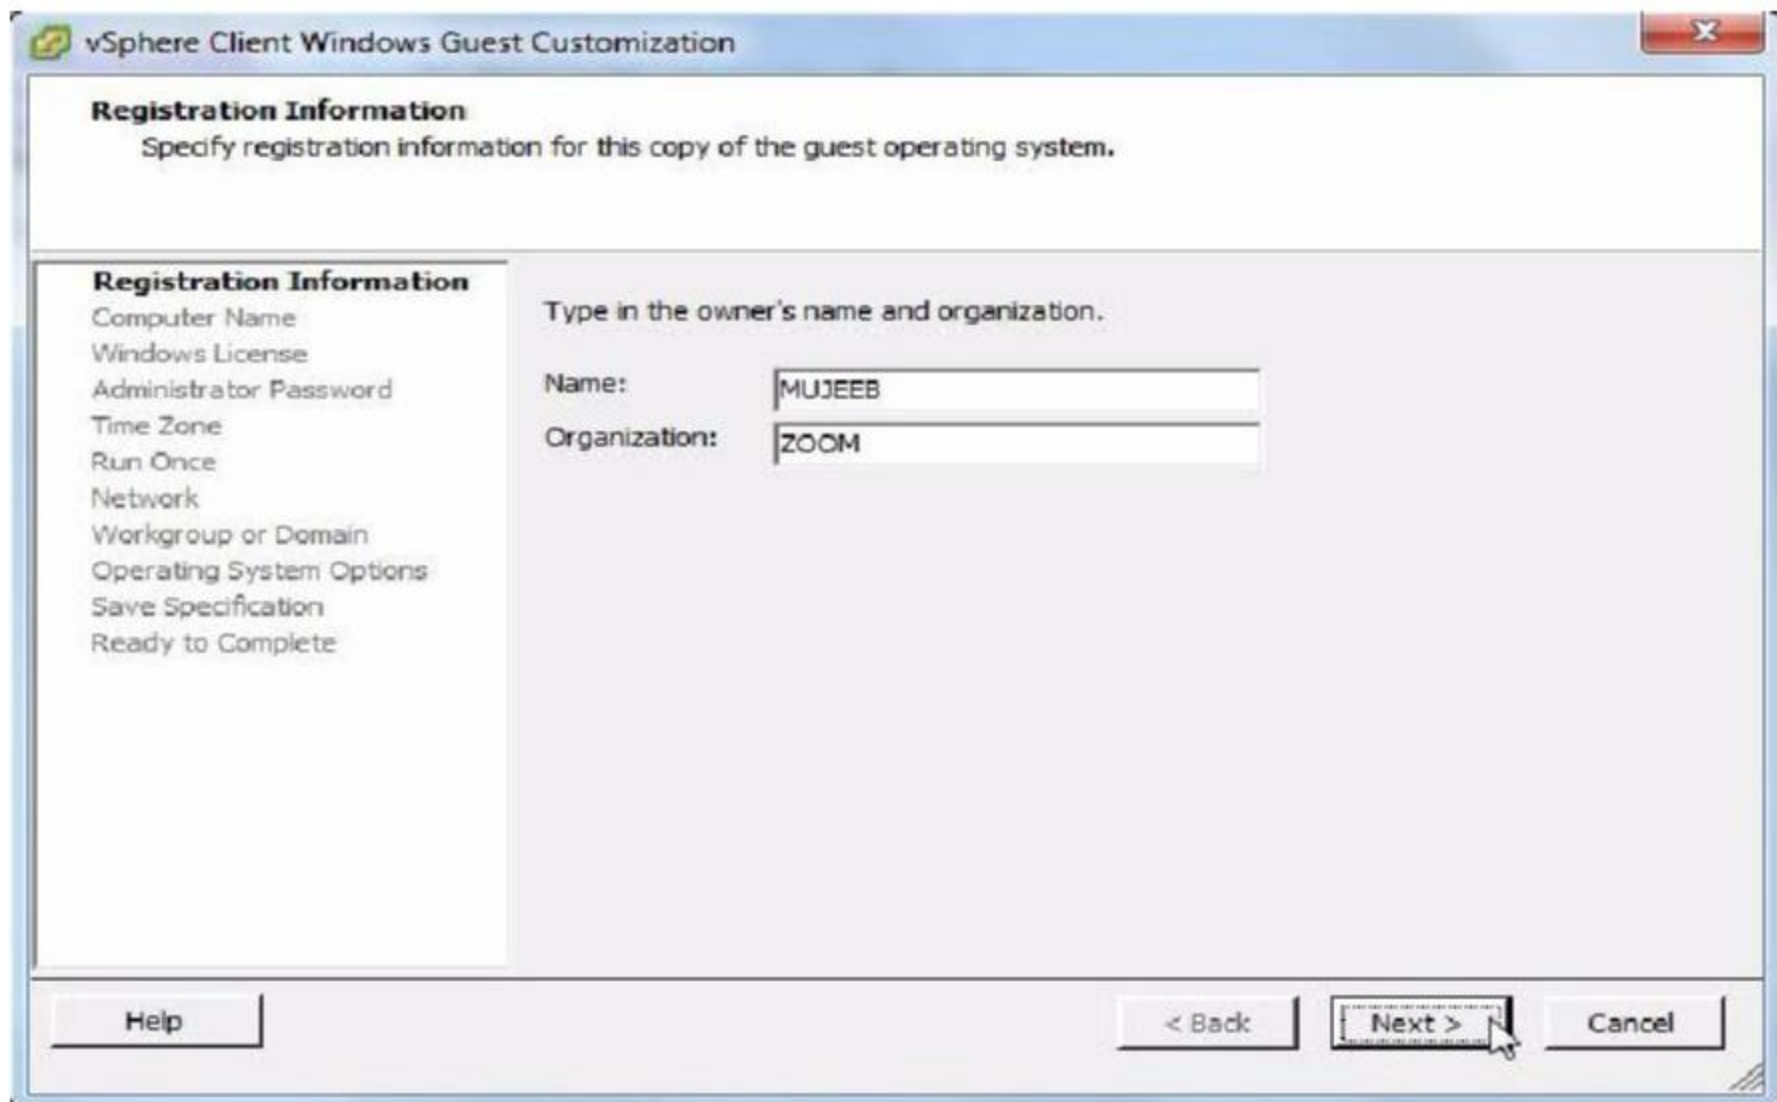 vSphere Client Windows Guest Customization
Registration Information
Specify registration information for this copy of the guest operating system.
Registration Information
Computer Name
Windows License
Administrator Password
Time Zone
Run Once
Network
Workgroup or Domain
Operating System Options
Save Specification
Ready to Complete
Type in the owner's name and organization.
Name: MUJEEB
Organization: ZOOM
Help < Back Next > Cancel